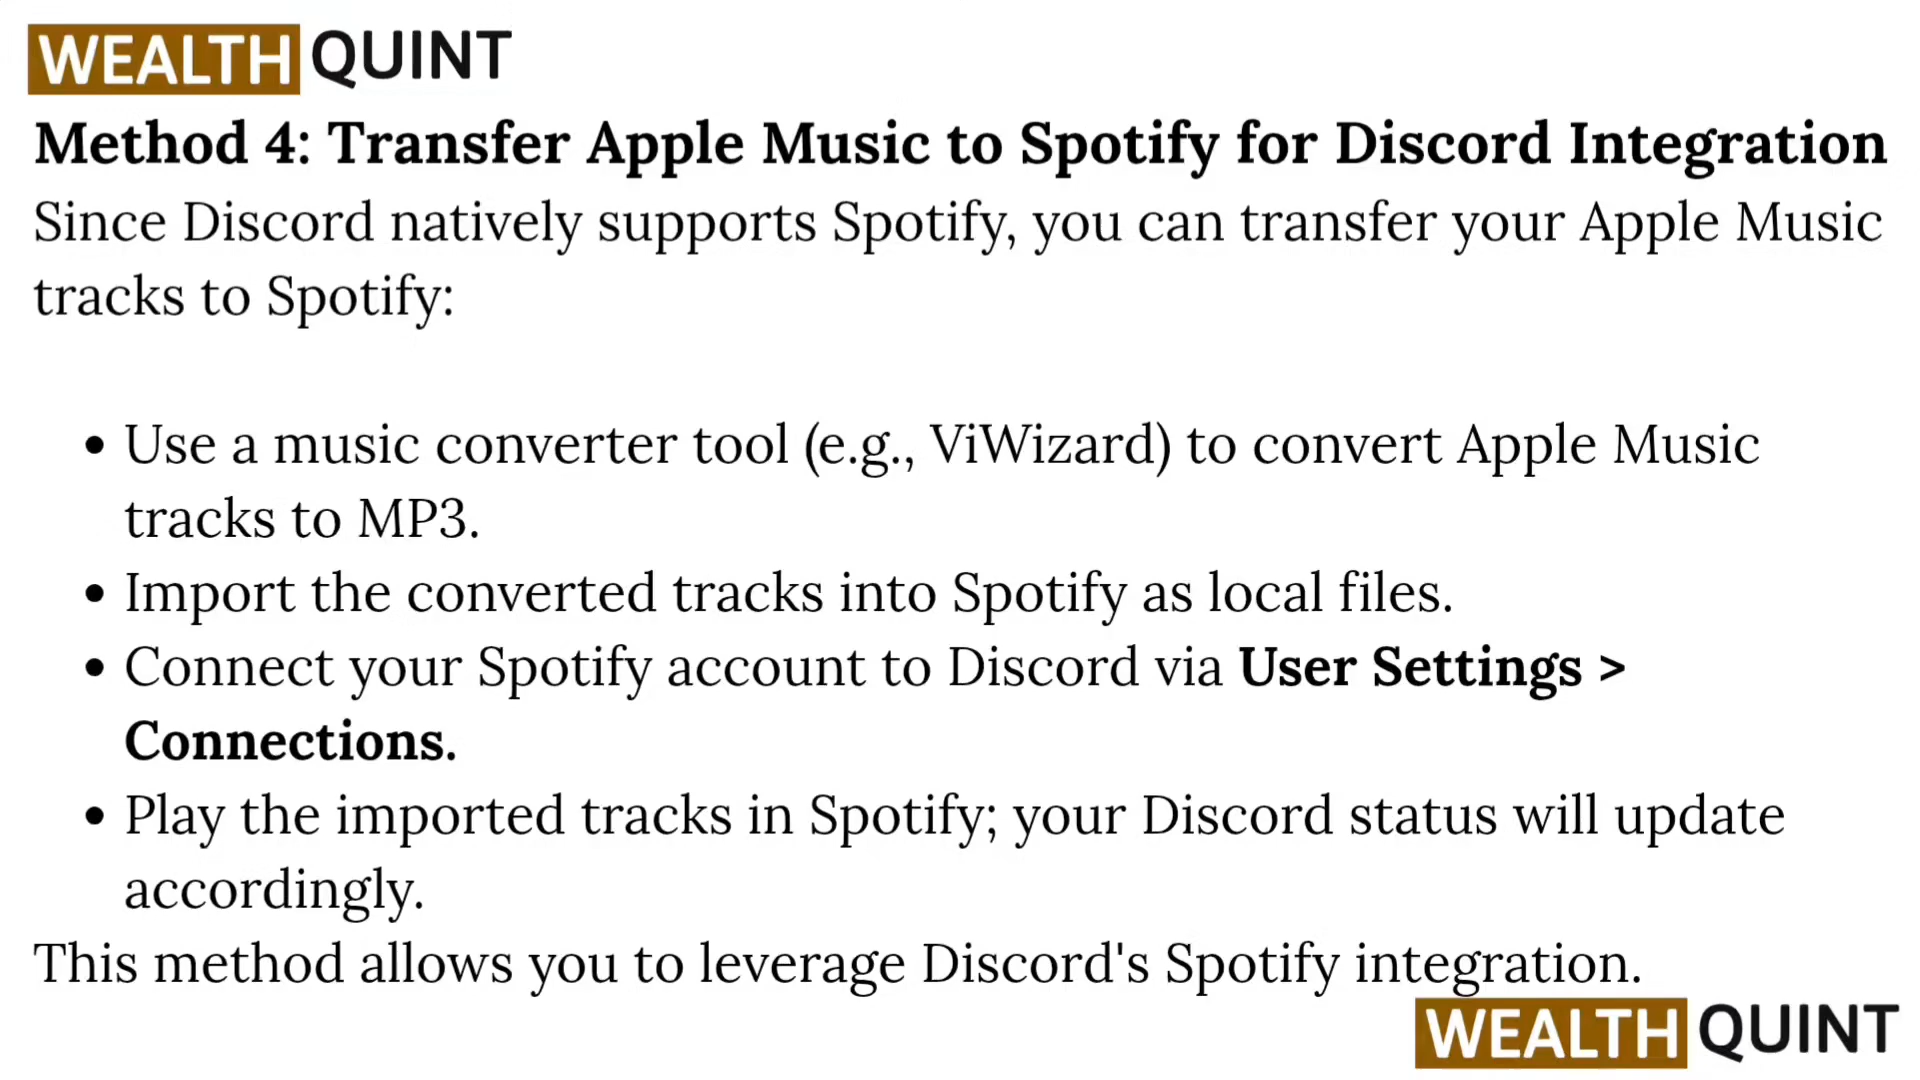 WEALTH QUINT
Method 4: Transfer Apple Music to Spotify for Discord Integration
Since Discord natively supports Spotify, you can transfer your Apple Music
tracks to Spotify:
• Use a music converter tool (e.g., ViWizard) to convert Apple Music
tracks to MP3.
• Import the converted tracks into Spotify as local files.
• Connect your Spotify account to Discord via User Settings >
Connections.
• Play the imported tracks in Spotify; your Discord status will update
accordingly.
This method allows you to leverage Discord's Spotify integration.
WEALTH QUINT